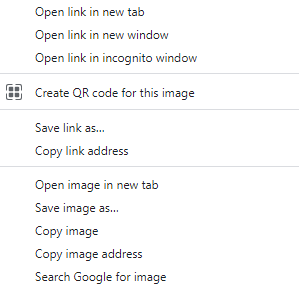 Open link in new tab
Open link in new window
Open link in incognito window
Create QR code for this image
Save link as...
Copy link address
Open image in new tab
Save image as...
Copy image
Copy image address
Search Google for image